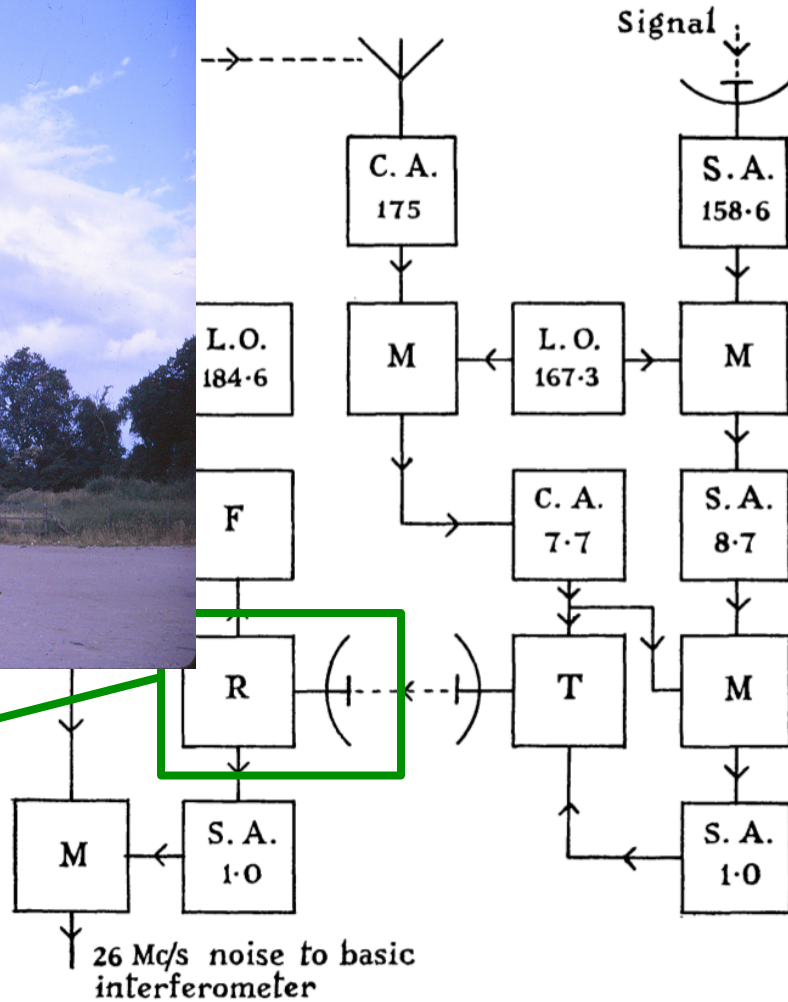 Signal
C. A.
175
S. A.
158·6
L. O.
184·6
M
L. O.
167·3
M
F
C. A.
7·7
S. A.
8·7
R
T
M
M
S. A.
1·0
S. A.
1·0
26 Mc/s noise to basic
interferometer